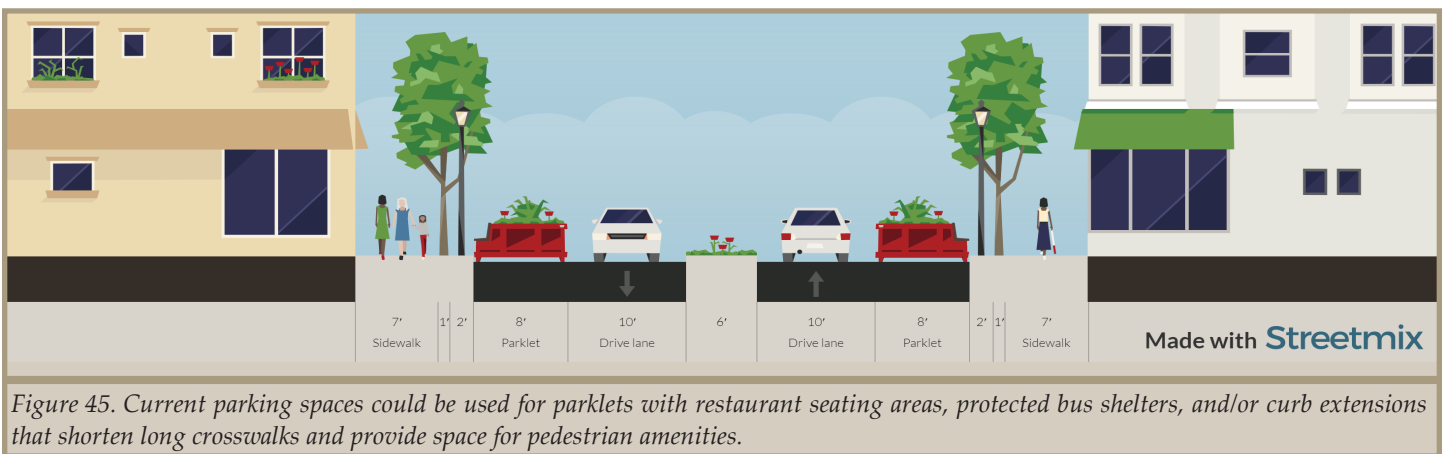 7' 1' 2' 8' 10' 6' 10' 8' 2' 1' 7'
Sidewalk Parklet Drive lane Drive lane Parklet Sidewalk
Made with Streetmix
Figure 45. Current parking spaces could be used for parklets with restaurant seating areas, protected bus shelters, and/or curb extensions
that shorten long crosswalks and provide space for pedestrian amenities.